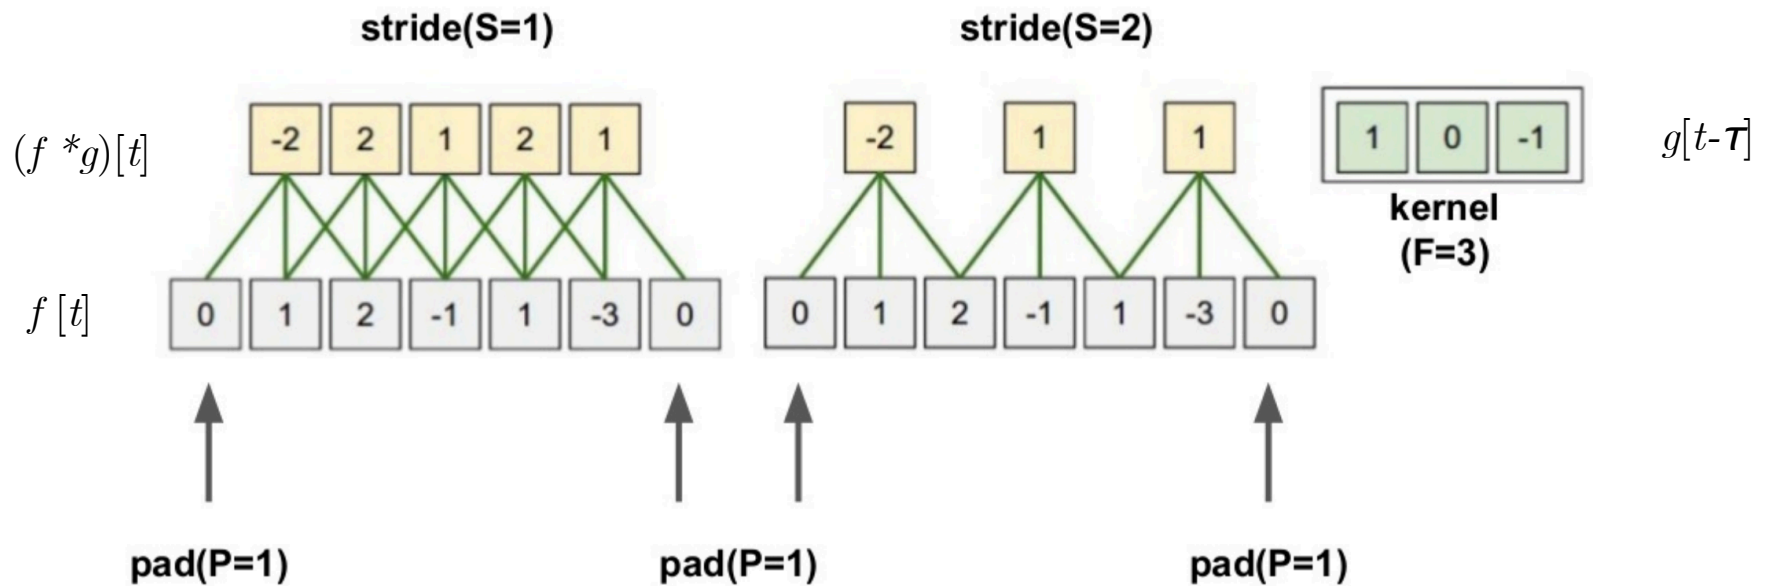 stride(S=1) stride(S=2)
(f *g)[t] -2 2 1 2 1 -2 1 1 1 0 -1 g[t-τ]
kernel
(F=3)
f [t] 0 1 2 -1 1 -3 0 0 1 2 -1 1 -3 0
pad(P=1) pad(P=1) pad(P=1)